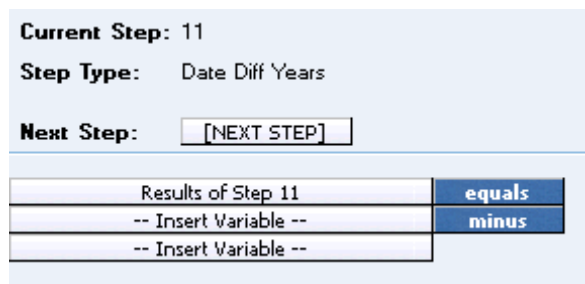 Current Step: 11
Step Type: Date Diff Years
Next Step: [NEXT STEP]
Results of Step 11 equals
-- Insert Variable -- minus
-- Insert Variable --